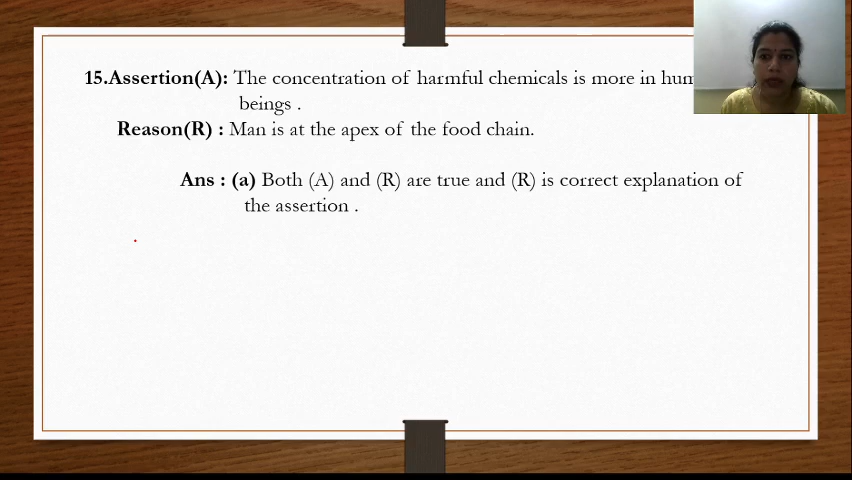 15.Assertion(A): The concentration of harmful chemicals is more in
beings .
Reason(R) : Man is at the apex of the food chain.
Ans : (a) Both (A) and (R) are true and (R) is correct explanation of
the assertion .